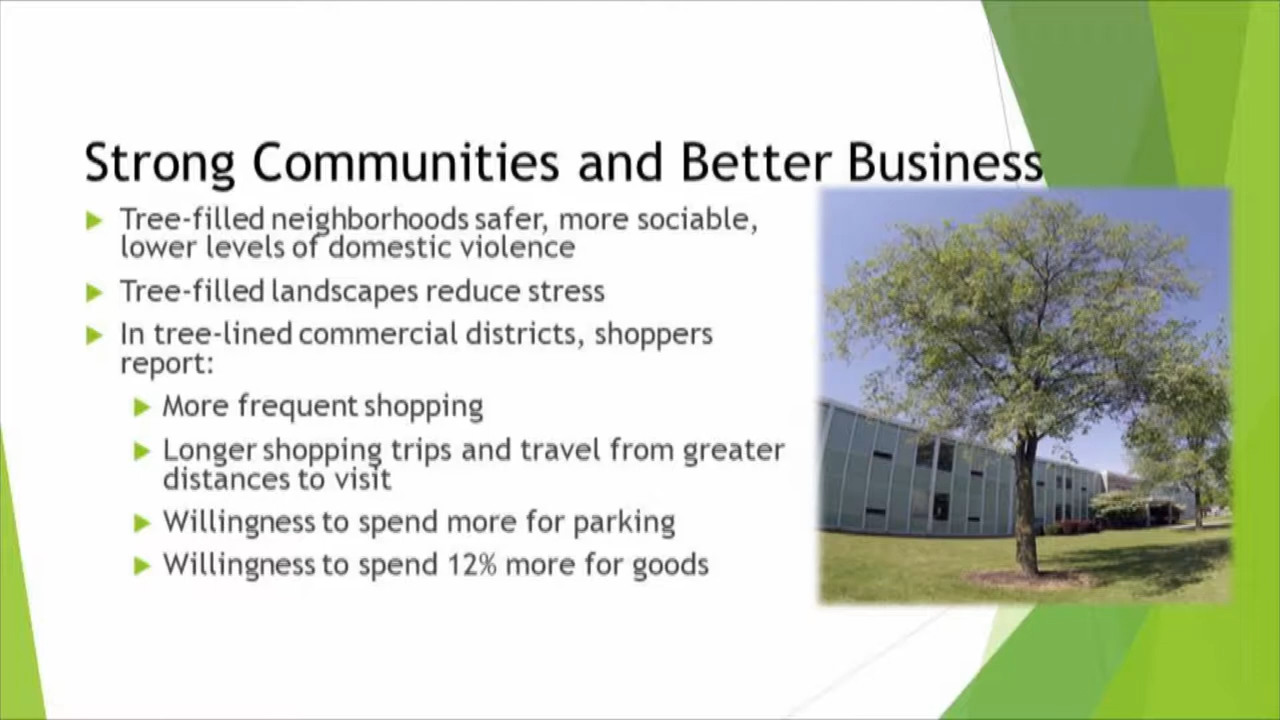 Strong Communities and Better Business
Tree-filled neighborhoods safer, more sociable,
lower levels of domestic violence
Tree-filled landscapes reduce stress
In tree-lined commercial districts, shoppers
report:
More frequent shopping
Longer shopping trips and travel from greater
distances to visit
Willingness to spend more for parking
Willingness to spend 12% more for goods